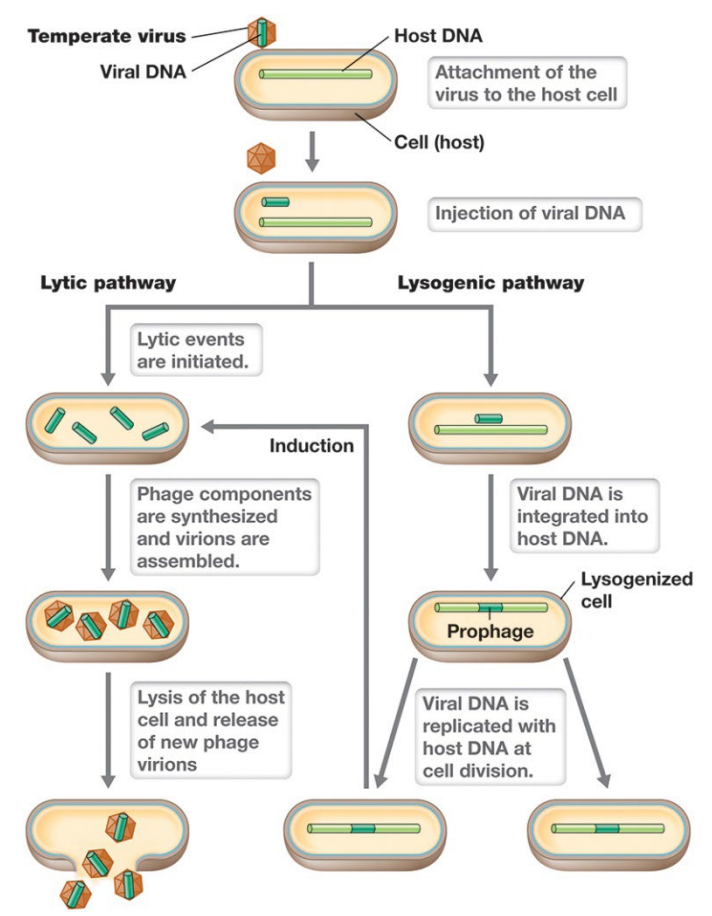 Temperate virus
Viral DNA
Host DNA
Attachment of the
virus to the host cell
Cell (host)
Injection of viral DNA
Lytic pathway
Lysogenic pathway
Lytic events
are initiated.
Induction
Phage components
are synthesized
and virions are
assembled.
Viral DNA is
integrated into
host DNA.
Lysogenized
cell
Prophage
Lysis of the host
cell and release
of new phage
virions
Viral DNA is
replicated with
host DNA at
cell division.